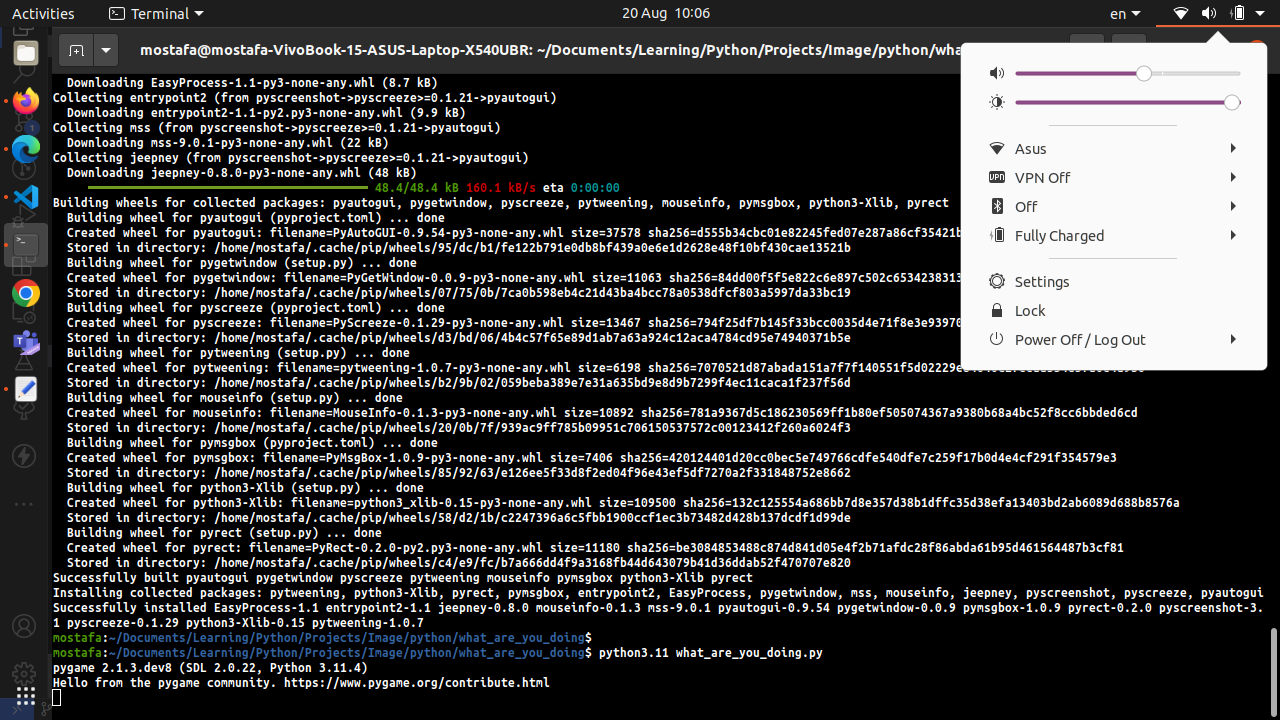 Activities
Terminal
20 Aug 10:06
en
mostafa@mostafa-VivoBook-15-ASUS-Laptop-X540UBR: ~/Documents/Learning/Python/Projects/Image/python/wha
Downloading EasyProcess-1.1-py3-none-any.whl (8.7 kB)
Collecting entrypoint2 (from pyscreenshot->pyscreeze>=0.1.21->pyautogui)
Downloading entrypoint2-1.1-py2.py3-none-any.whl (9.9 kB)
Collecting mss (from pyscreenshot->pyscreeze>=0.1.21->pyautogui)
Downloading mss-9.0.1-py3-none-any.whl (22 kB)
Collecting jeepney (from pyscreenshot->pyscreeze>=0.1.21->pyautogui)
Downloading jeepney-0.8.0-py3-none-any.whl (48 kB)
48.4/48.4 kB 160.1 kB/s eta 0:00:00
Building wheels for collected packages: pyautogui, pygetwindow, pyscreeze, pytweening, mouseinfo, pymsgbox, python3-Xlib, pyrect
Building wheel for pyautogui (pyproject.toml) ... done
Created wheel for pyautogui: filename=PyAutoGUI-0.9.54-py3-none-any.whl size=37578 sha256=d555b34cbc01e82245fed07e287a86cf35421b
Stored in directory: /home/mostafa/.cache/pip/wheels/95/dc/b1/fe122b791e0db8bf439a0e6e1d2628e48f10bf430cae13521b
Building wheel for pygetwindow (setup.py) ... done
Created wheel for pygetwindow: filename=PyGetWindow-0.0.9-py3-none-any.whl size=11063 sha256=84dd00f5f5e822c6e897c502c6534238313
Stored in directory: /home/mostafa/.cache/pip/wheels/07/75/0b/7ca0b598eb4c21d43ba4bcc78a0538dfcf803a5997da33bc19
Building wheel for pyscreeze (pyproject.toml) ... done
Created wheel for pyscreeze: filename=PyScreeze-0.1.29-py3-none-any.whl size=13467 sha256=794f25df7b145f33bcc0035d4e71f8e3e93970
Stored in directory: /home/mostafa/.cache/pip/wheels/d3/bd/06/4b4c57f65e89d1ab7a63a924c12aca4784cd95e74940371b5e
Building wheel for pytweening (setup.py) ... done
Created wheel for pytweening: filename=pytweening-1.0.7-py3-none-any.whl size=6198
Stored in directory: /home/mostafa/.cache/pip/wheels/b2/9b/02/059beba389e7e31a635bd9e8d9b7299f4ec11caca1f237f56d
Building wheel for mouseinfo (setup.py) ... done
Created wheel for mouseinfo: filename=MouseInfo-0.1.3-py3-none-any.whl size=10892 sha256=781a9367d5c186230569ff1b80ef505074367a9380b68a4bc52f8cc6bbded6cd
Stored in directory: /home/mostafa/.cache/pip/wheels/20/0b/7f/939ac9ff785b09951c706150537572c00123412f260a6024f3
Building wheel for pymsgbox (pyproject.toml) ... done
Created wheel for pymsgbox: filename=PyMsgBox-1.0.9-py3-none-any.whl size=7406 sha256=420124401d20cc0bec5e749766cdfe540dfe7c259f17b0d4e4cf291f354579e3
Stored in directory: /home/mostafa/.cache/pip/wheels/85/92/63/e126ee5f33d8f2ed04f96e43ef5df7270a2f331848752e8662
Building wheel for python3-Xlib (setup.py) ... done
Created wheel for python3-Xlib: filename=python3_xlib-0.15-py3-none-any.whl size=109500 sha256=132c125554a686bb7d8e357d38b1dffc35d38efa13403bd2ab6089d688b8576a
Stored in directory: /home/mostafa/.cache/pip/wheels/58/d2/1b/c2247396a6c5fbb1900ccf1ec3b73482d428b137dcdf1d99de
Building wheel for pyrect (setup.py) ... done
Created wheel for pyrect: filename=PyRect-0.2.0-py2.py3-none-any.whl size=11180 sha256=be3084853488c874d841d05e4f2b71afdc28f86abda61b95d461564487b3cf81
Stored in directory: /home/mostafa/.cache/pip/wheels/c4/e9/fc/b7a666dd4f9a3168fb44d643079b41d36ddab52f470707e820
Successfully built pyautogui pygetwindow pyscreeze pytweening mouseinfo pymsgbox python3-Xlib pyrect
Installing collected packages: pytweening, python3-Xlib, pyrect, pymsgbox, entrypoint2, EasyProcess, pygetwindow, mss, mouseinfo, jeepney, pyscreenshot, pyscreeze, pyautogui
Successfully installed EasyProcess-1.1 entrypoint2-1.1 jeepney-0.8.0 mouseinfo-0.1.3 mss-9.0.1 pyautogui-0.9.54 pygetwindow-0.0.9 pymsgbox-1.0.9 pyrect-0.2.0 pyscreenshot-3.
1 pyscreeze-0.1.29 python3-Xlib-0.15 pytweening-1.0.7
mostafa:~/Documents/Learning/Python/Projects/Image/python/what_are_you_doing$
mostafa:~/Documents/Learning/Python/Projects/Image/python/what_are_you_doing$ python3.11 what_are_you_doing.py
pygame 2.1.3.dev8 (SDL 2.0.22, Python 3.11.4)
Hello from the pygame community. https://www.pygame.org/contribute.html
Asus
VPN Off
Off
Fully Charged
Settings
Lock
Power Off / Log Out